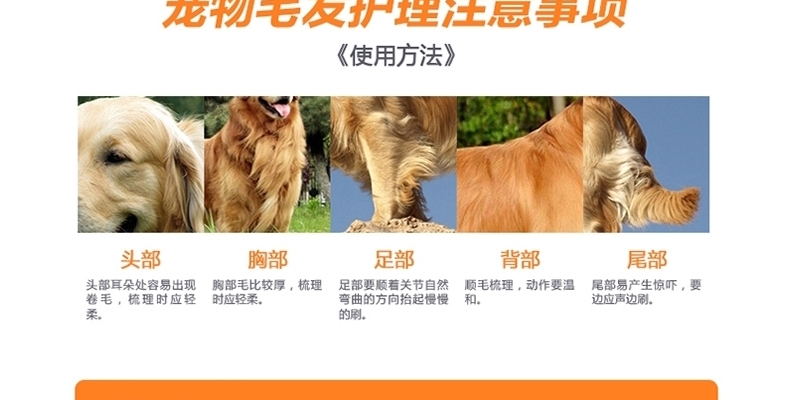 宠物毛发护理注意事项
《使用方法》
头部
头部耳朵处容易出现
卷毛，梳理时应轻
柔。
胸部
胸部毛比较厚，梳理
时应轻柔。
足部
足部要顺着关节自然
弯曲的方向抬起慢慢
的刷。
背部
顺毛梳理，动作要温
和。
尾部
尾部易产生惊吓，要
边应声边刷。